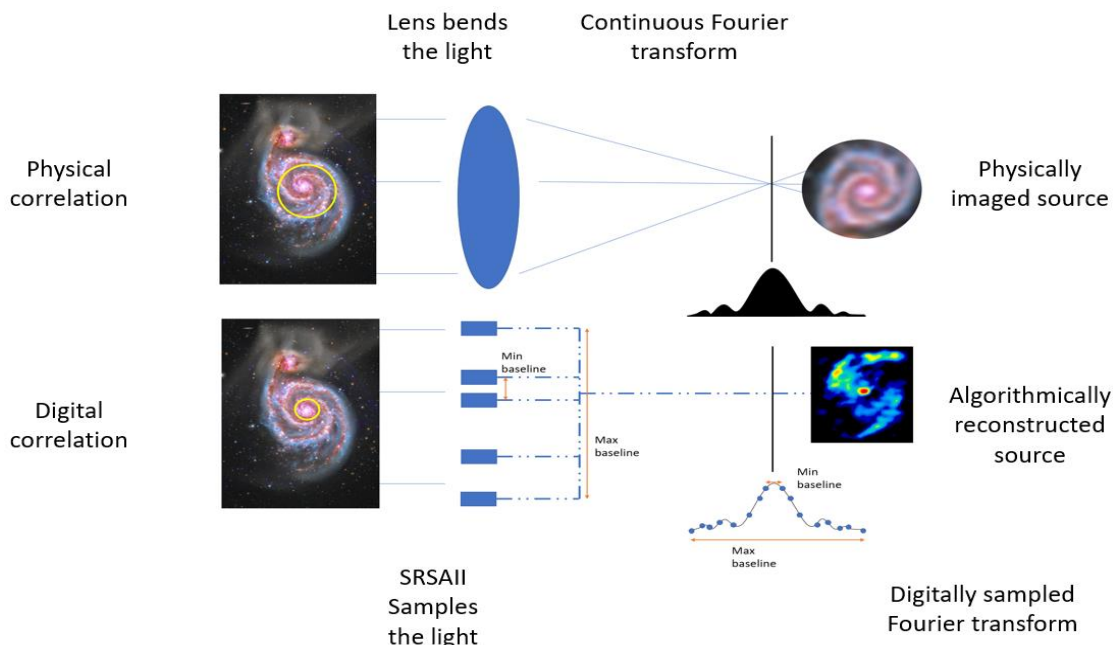 Lens bends
the light
Continuous Fourier
transform
Physical
correlation
Physically
imaged source
Min
baseline
Digital
correlation
Max
baseline
Algorithmically
reconstructed
source
Min
baseline
Max
baseline
SRSAII
Samples
the light
Digitally sampled
Fourier transform